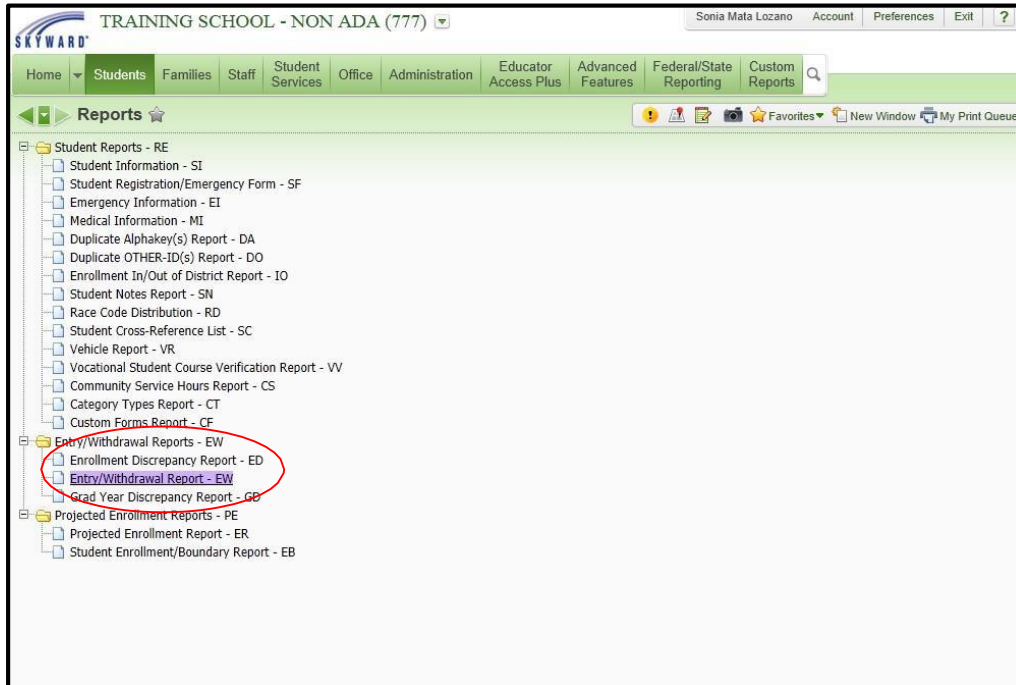 TRAINING SCHOOL - NON ADA (777)
Sonia Mata Lozano Account Preferences Exit ?
SKYWARD
Home Students Families Staff Student Services Office Administration Educator Access Plus Advanced Features Federal/State Reporting Custom Reports
Reports
Favorites New Window My Print Queue
Student Reports - RE
Student Information - SI
Student Registration/Emergency Form - SF
Emergency Information - EI
Medical Information - MI
Duplicate Alphakey(s) Report - DA
Duplicate OTHER-ID(s) Report - DO
Enrollment In/Out of District Report - IO
Student Notes Report - SN
Race Code Distribution - RD
Student Cross-Reference List - SC
Vehicle Report - VR
Vocational Student Course Verification Report - VV
Community Service Hours Report - CS
Category Types Report - CT
Custom Forms Report - CF
Entry/Withdrawal Reports - EW
Enrollment Discrepancy Report - ED
Entry/Withdrawal Report - EW
Grad Year Discrepancy Report - GD
Projected Enrollment Reports - PE
Projected Enrollment Report - ER
Student Enrollment/Boundary Report - EB